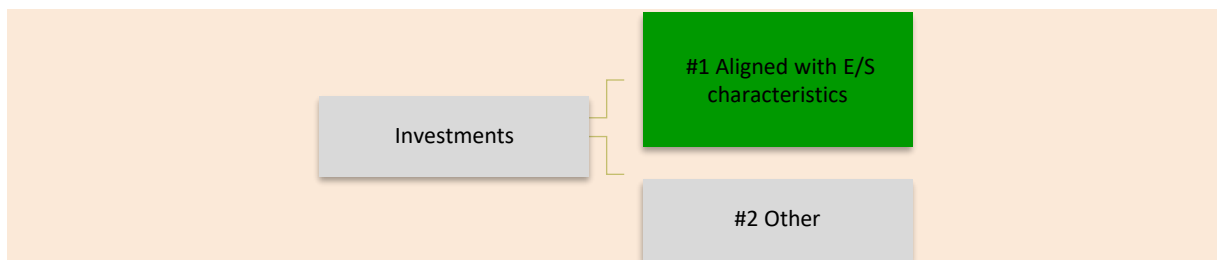 #1 Aligned with E/S
characteristics
Investments
#2 Other